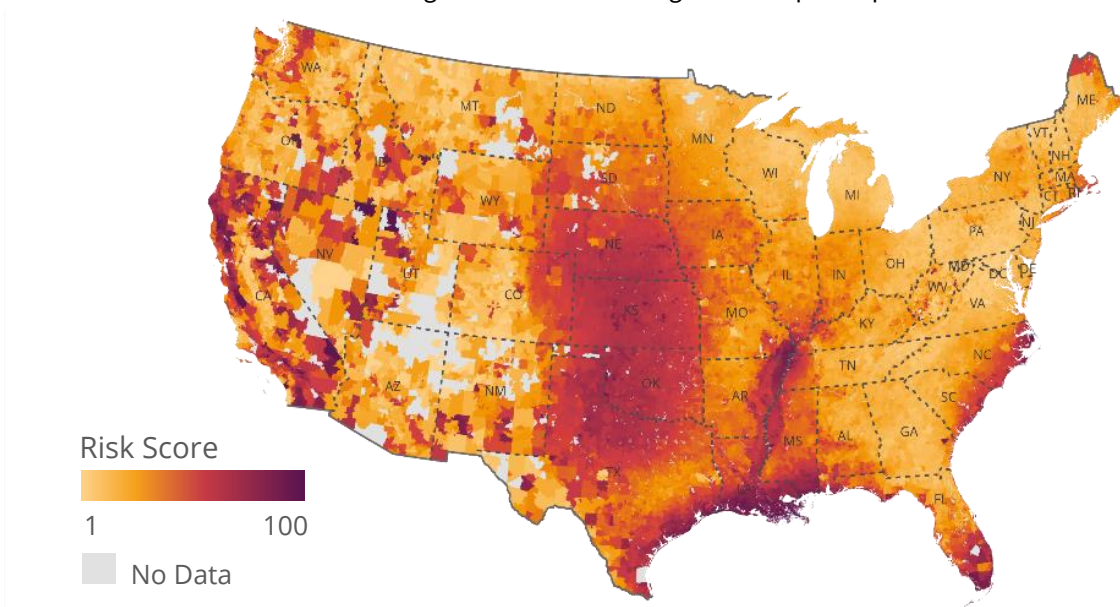 WA
MT
ND
ME
OR
MN
VT
ID
NH
SD
WI
NY
MA
WY
MI
CT RI
NE
IA
PA
NJ
NV
UT
IL
IN
OH
MD
DE
CO
WV
DC
CA
KS
MO
KY
VA
AZ
NM
OK
AR
TN
NC
SC
MS
AL
GA
TX
FL
Risk Score
1 100
No Data